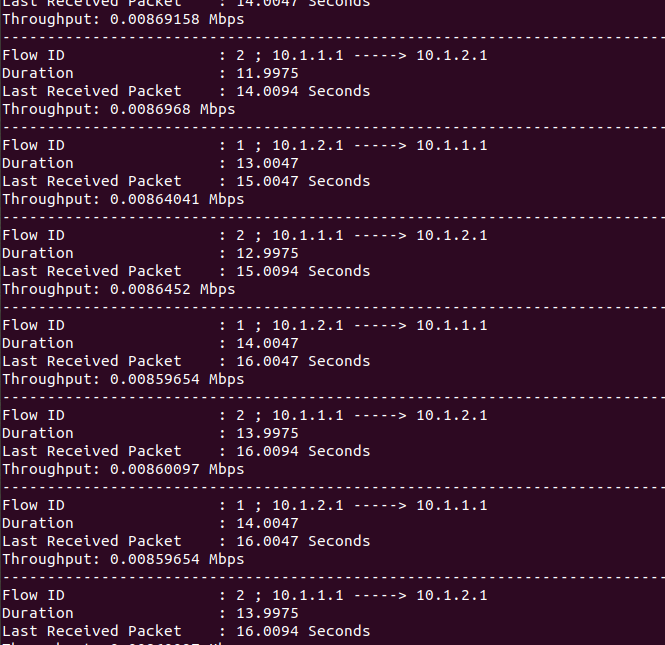 Last Received Packet    : 14.0047 Seconds
Throughput: 0.00869158 Mbps
--------------------------------------------------------------------------
Flow ID                 : 2 ; 10.1.1.1 -----> 10.1.2.1
Duration                : 11.9975
Last Received Packet    : 14.0094 Seconds
Throughput: 0.0086968 Mbps
--------------------------------------------------------------------------
Flow ID                 : 1 ; 10.1.2.1 -----> 10.1.1.1
Duration                : 13.0047
Last Received Packet    : 15.0047 Seconds
Throughput: 0.00864041 Mbps
--------------------------------------------------------------------------
Flow ID                 : 2 ; 10.1.1.1 -----> 10.1.2.1
Duration                : 12.9975
Last Received Packet    : 15.0094 Seconds
Throughput: 0.0086452 Mbps
--------------------------------------------------------------------------
Flow ID                 : 1 ; 10.1.2.1 -----> 10.1.1.1
Duration                : 14.0047
Last Received Packet    : 16.0047 Seconds
Throughput: 0.00859654 Mbps
--------------------------------------------------------------------------
Flow ID                 : 2 ; 10.1.1.1 -----> 10.1.2.1
Duration                : 13.9975
Last Received Packet    : 16.0094 Seconds
Throughput: 0.00860097 Mbps
--------------------------------------------------------------------------
Flow ID                 : 1 ; 10.1.2.1 -----> 10.1.1.1
Duration                : 14.0047
Last Received Packet    : 16.0047 Seconds
Throughput: 0.00859654 Mbps
--------------------------------------------------------------------------
Flow ID                 : 2 ; 10.1.1.1 -----> 10.1.2.1
Duration                : 13.9975
Last Received Packet    : 16.0094 Seconds